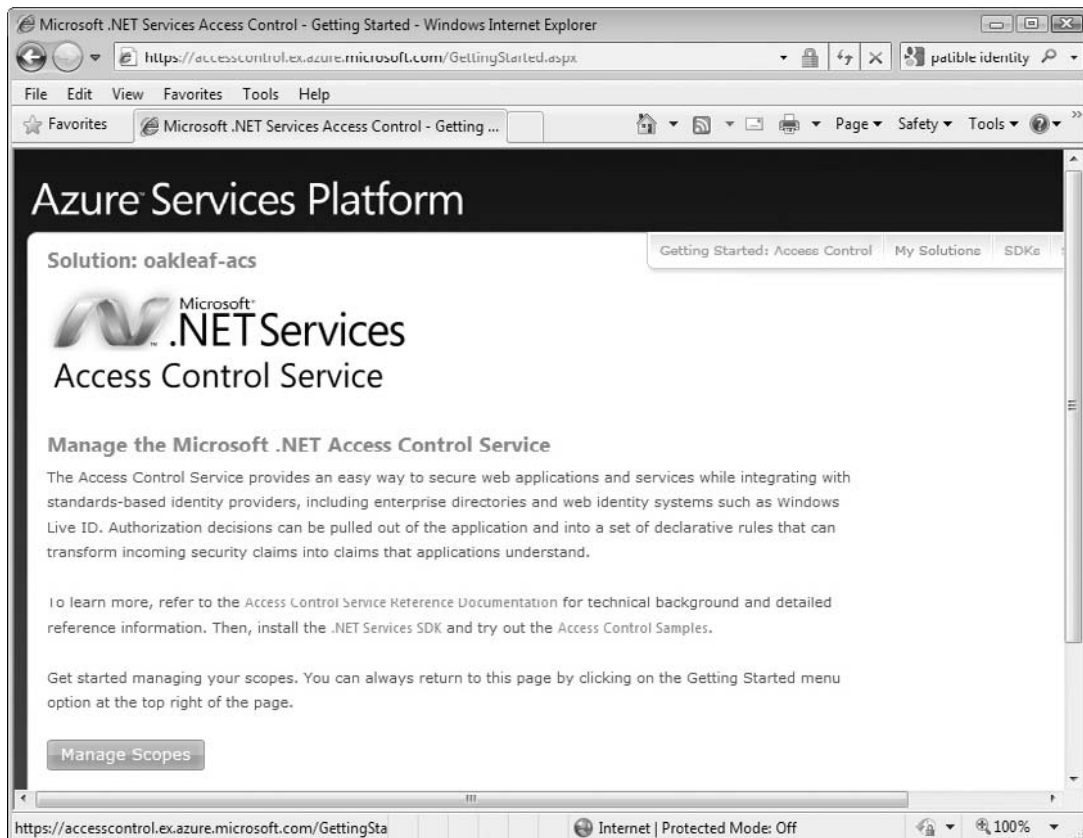 Microsoft .NET Services Access Control - Getting Started - Windows Internet Explorer
https://accesscontrol.ex.azure.microsoft.com/GettingStarted.aspx
patible identity
File Edit View Favorites Tools Help
Favorites
Microsoft .NET Services Access Control - Getting ...
Page Safety Tools
Azure Services Platform
Getting Started: Access Control My Solutions SDKs
Solution: oakleaf-acs
Microsoft
.NET Services
Access Control Service
Manage the Microsoft .NET Access Control Service
The Access Control Service provides an easy way to secure web applications and services while integrating with
standards-based identity providers, including enterprise directories and web identity systems such as Windows
Live ID. Authorization decisions can be pulled out of the application and into a set of declarative rules that can
transform incoming security claims into claims that applications understand.
To learn more, refer to the Access Control Service Reference Documentation for technical background and detailed
reference information. Then, install the .NET Services SDK and try out the Access Control Samples.
Get started managing your scopes. You can always return to this page by clicking on the Getting Started menu
option at the top right of the page.
Manage Scopes
https://accesscontrol.ex.azure.microsoft.com/GettingSta
Internet | Protected Mode: Off
100%